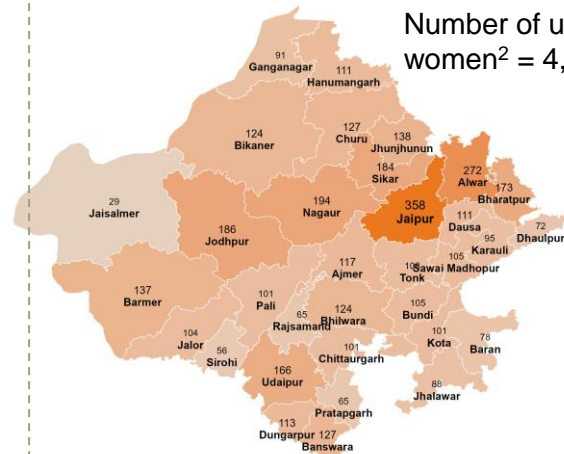 Number of u
women² = 4,
91
Ganganagar
111
Hanumangarh
124
Bikaner
127
Churu
138
Jhunjhunun
184
Sikar
272
Alwar
173
Bharatpur
29
Jaisalmer
186
Jodhpur
194
Nagaur
358
Jaipur
111
Dausa
72
Dhaulpur
95
Karauli
117
Ajmer
Tonk
105
Sawai Madhopur
137
Barmer
101
Pali
65
Rajsamand
124
Bhilwara
105
Bundi
104
Jalor
56
Sirohi
101
Chittaurgarh
101
Kota
78
Baran
166
Udaipur
65
Pratapgarh
88
Jhalawar
113
Dungarpur
127
Banswara